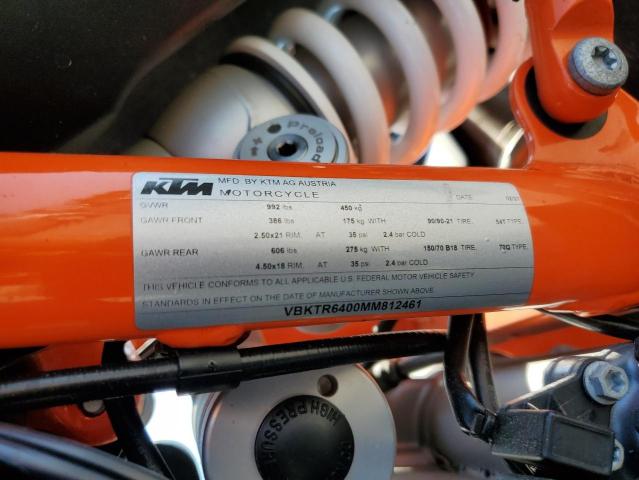 - + preload
KTM MFD. BY KTM AG AUSTRIA
MOTORCYCLE DATE:
GVWR 992 lbs 450 kg
GAWR FRONT 386 lbs 175 kg WITH 90/90-21 TIRE, 54T TYPE,
2.50x21 RIM, AT 35 psi 2.4 bar COLD
GAWR REAR 606 lbs 275 kg WITH 150/70 B18 TIRE, 70Q TYPE,
4.50x18 RIM, AT 35 psi 2.4 bar COLD
THIS VEHICLE CONFORMS TO ALL APPLICABLE U.S. FEDERAL MOTOR VEHICLE SAFETY
STANDARDS IN EFFECT ON THE DATE OF MANUFACTURER SHOWN ABOVE
VBKTR6400MM812461
HIGH